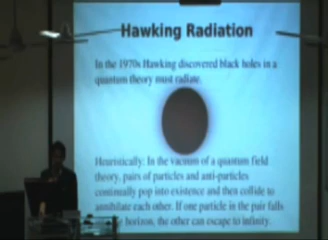 Hawking Radiation
In the 1970s Hawking discovered black holes in a
quantum theory must radiate.
Heuristically: In the vacuum of a quantum field
theory, pairs of particles and anti-particles
continually pop into existence and then collide to
annihilate each other. If one particle in the pair falls
horizon, the other can escape to infinity.